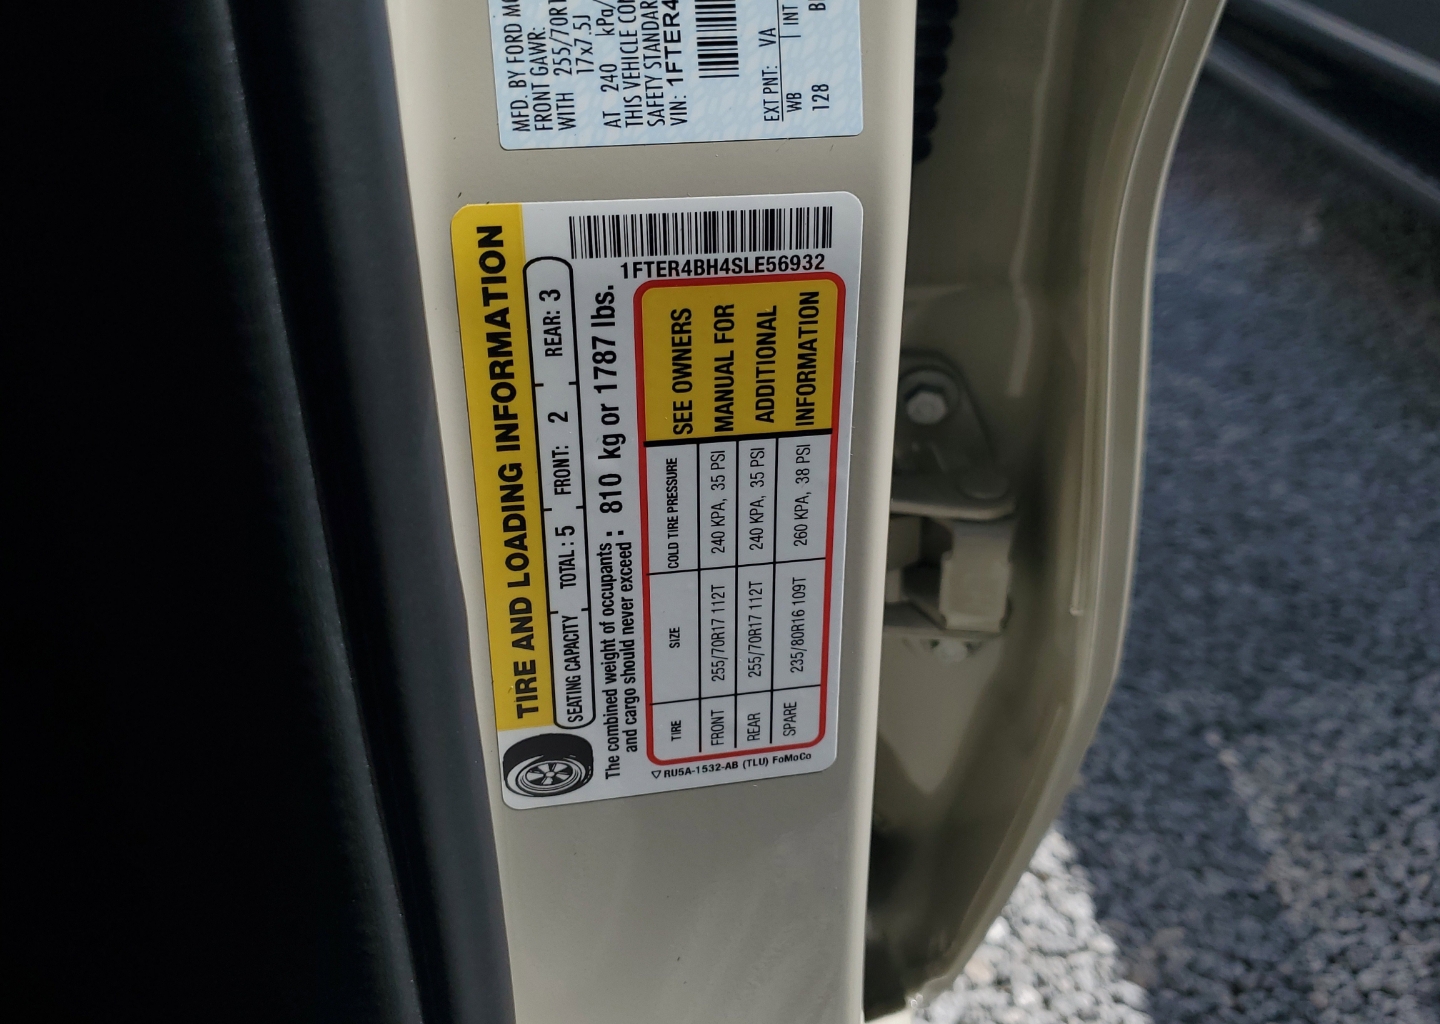 MFD. BY FORD
FRONT GAWR:
WITH 255/70R
17x7.5J
AT 240 kPa/
THIS VEHICLE
SAFETY STANDAR
VIN: 1FTER4
EXT PNT: VA
WB INT
128
TIRE AND LOADING INFORMATION
SEATING CAPACITY TOTAL: 5 FRONT: 2 REAR: 3
The combined weight of occupants
and cargo should never exceed : 810 kg or 1787 lbs.
1FTER4BH4SLE56932
TIRE SIZE COLD TIRE PRESSURE
FRONT 255/70R17 112T 240 KPA, 35 PSI
REAR 255/70R17 112T 240 KPA, 35 PSI
SPARE 235/80R16 109T 260 KPA, 38 PSI
SEE OWNERS
MANUAL FOR
ADDITIONAL
INFORMATION
RU5A-1532-AB (TLU) FoMoCo